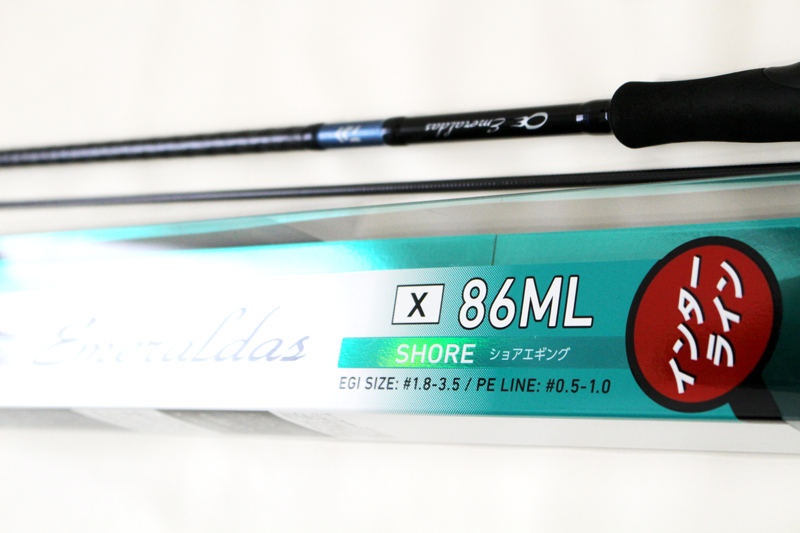 Emeraldas
Emeraldas
X 86ML
SHORE ショアエギング
EGI SIZE: #1.8-3.5 / PE LINE: #0.5-1.0
インター
ライン